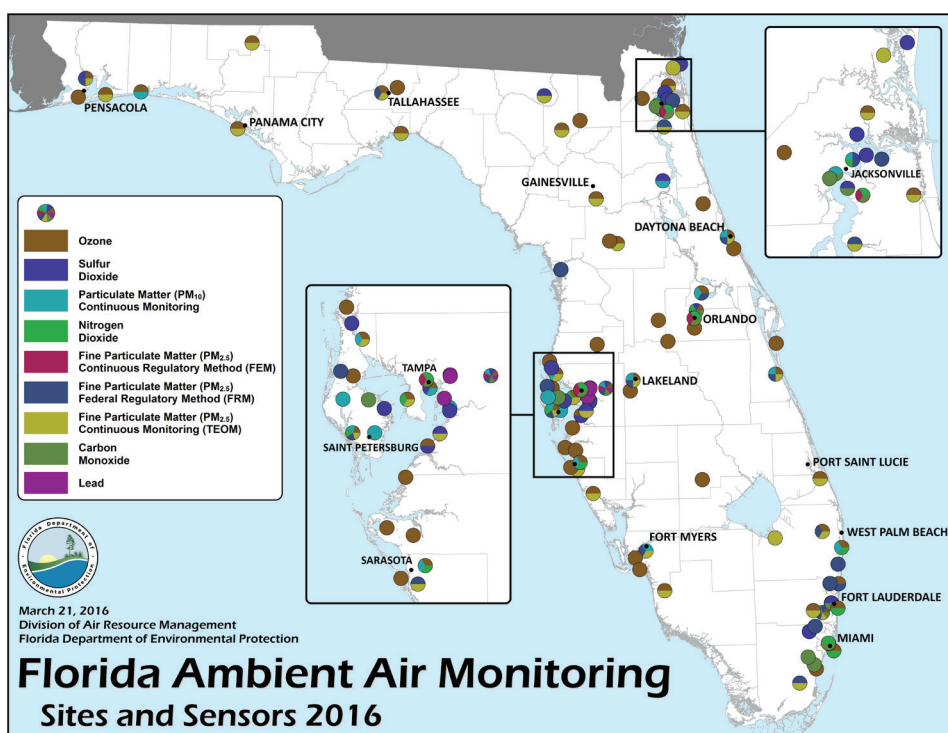 PENSACOLA
PANAMA CITY
TALLAHASSEE
GAINESVILLE
JACKSONVILLE
DAYTONA BEACH
ORLANDO
TAMPA
LAKELAND
SAINT PETERSBURG
SARASOTA
PORT SAINT LUCIE
WEST PALM BEACH
FORT MYERS
FORT LAUDERDALE
MIAMI
Ozone
Sulfur
Dioxide
Particulate Matter (PM₁₀)
Continuous Monitoring
Nitrogen
Dioxide
Fine Particulate Matter (PM₂.₅)
Continuous Regulatory Method (FEM)
Fine Particulate Matter (PM₂.₅)
Federal Regulatory Method (FRM)
Fine Particulate Matter (PM₂.₅)
Continuous Monitoring (TEOM)
Carbon
Monoxide
Lead
Florida Department of
Environmental Protection
March 21, 2016
Division of Air Resource Management
Florida Department of Environmental Protection
Florida Ambient Air Monitoring
Sites and Sensors 2016